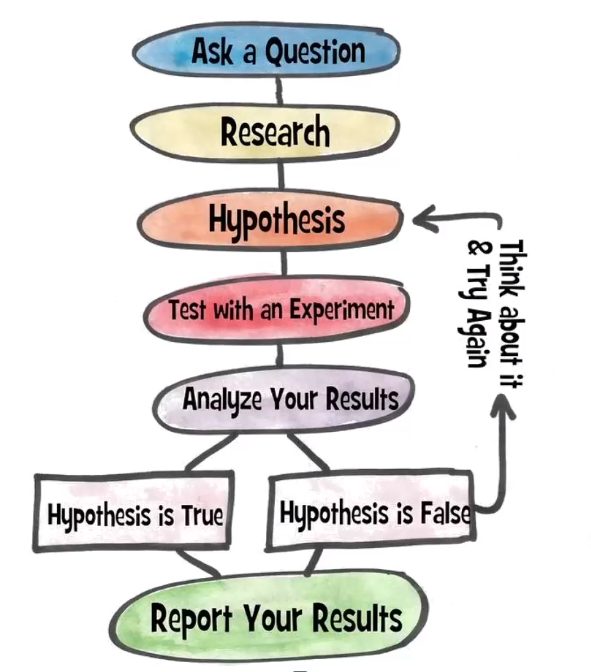 Ask a Question
Research
Hypothesis
Think about it
& Try Again
Test with an Experiment
Analyze Your Results
Hypothesis is True
Hypothesis is False
Report Your Results